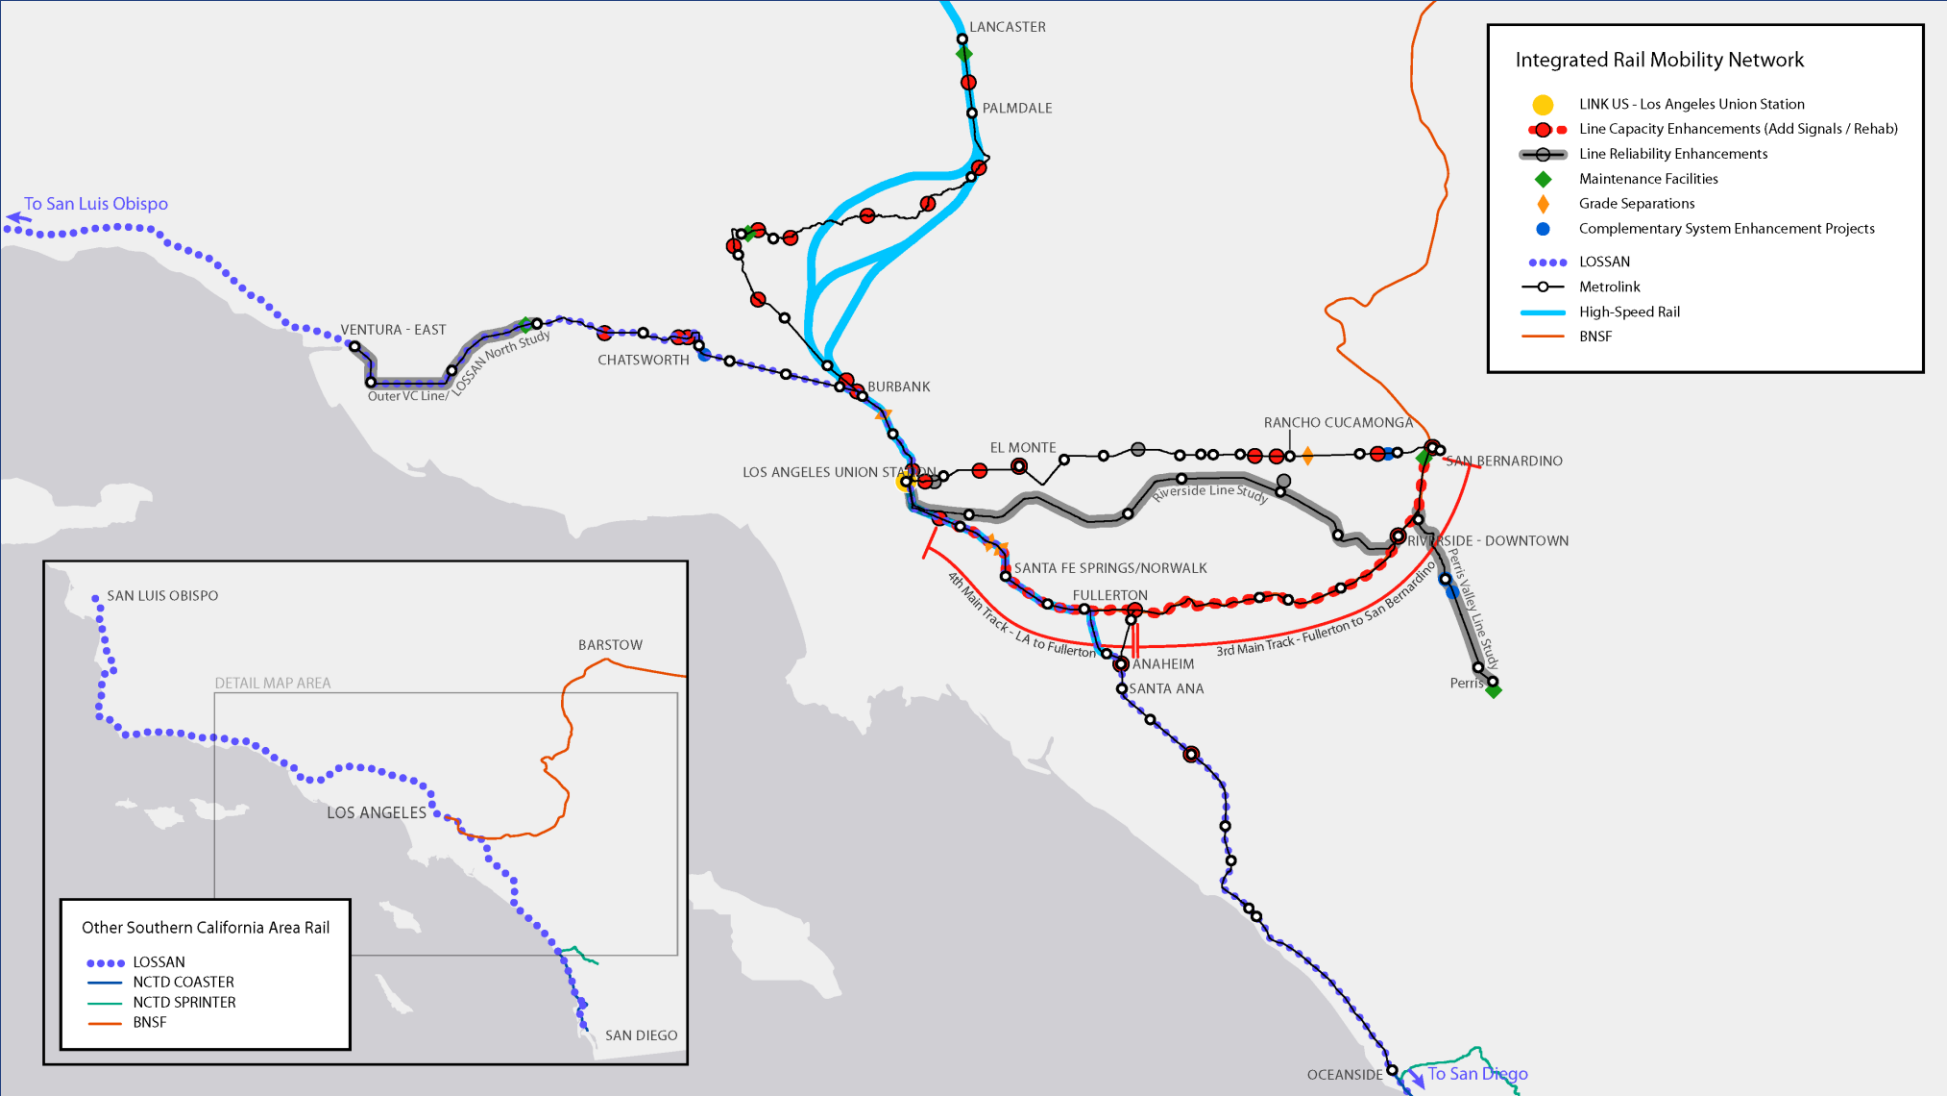 LANCASTER
PALMDALE
To San Luis Obispo
VENTURA - EAST
LOSSAN North Study
Outer VC Line/
CHATSWORTH
BURBANK
LOS ANGELES UNION STATION
EL MONTE
RANCHO CUCAMONGA
SAN BERNARDINO
Riverside Line Study
RIVERSIDE - DOWNTOWN
Perris Valley Line Study
Perris
SANTA FE SPRINGS/NORWALK
FULLERTON
4th Main Track - LA to Fullerton
3rd Main Track - Fullerton to San Bernardino
ANAHEIM
SANTA ANA
OCEANSIDE
To San Diego
Integrated Rail Mobility Network
LINK US - Los Angeles Union Station
Line Capacity Enhancements (Add Signals / Rehab)
Line Reliability Enhancements
Maintenance Facilities
Grade Separations
Complementary System Enhancement Projects
LOSSAN
Metrolink
High-Speed Rail
BNSF
SAN LUIS OBISPO
BARSTOW
DETAIL MAP AREA
LOS ANGELES
SAN DIEGO
Other Southern California Area Rail
LOSSAN
NCTD COASTER
NCTD SPRINTER
BNSF